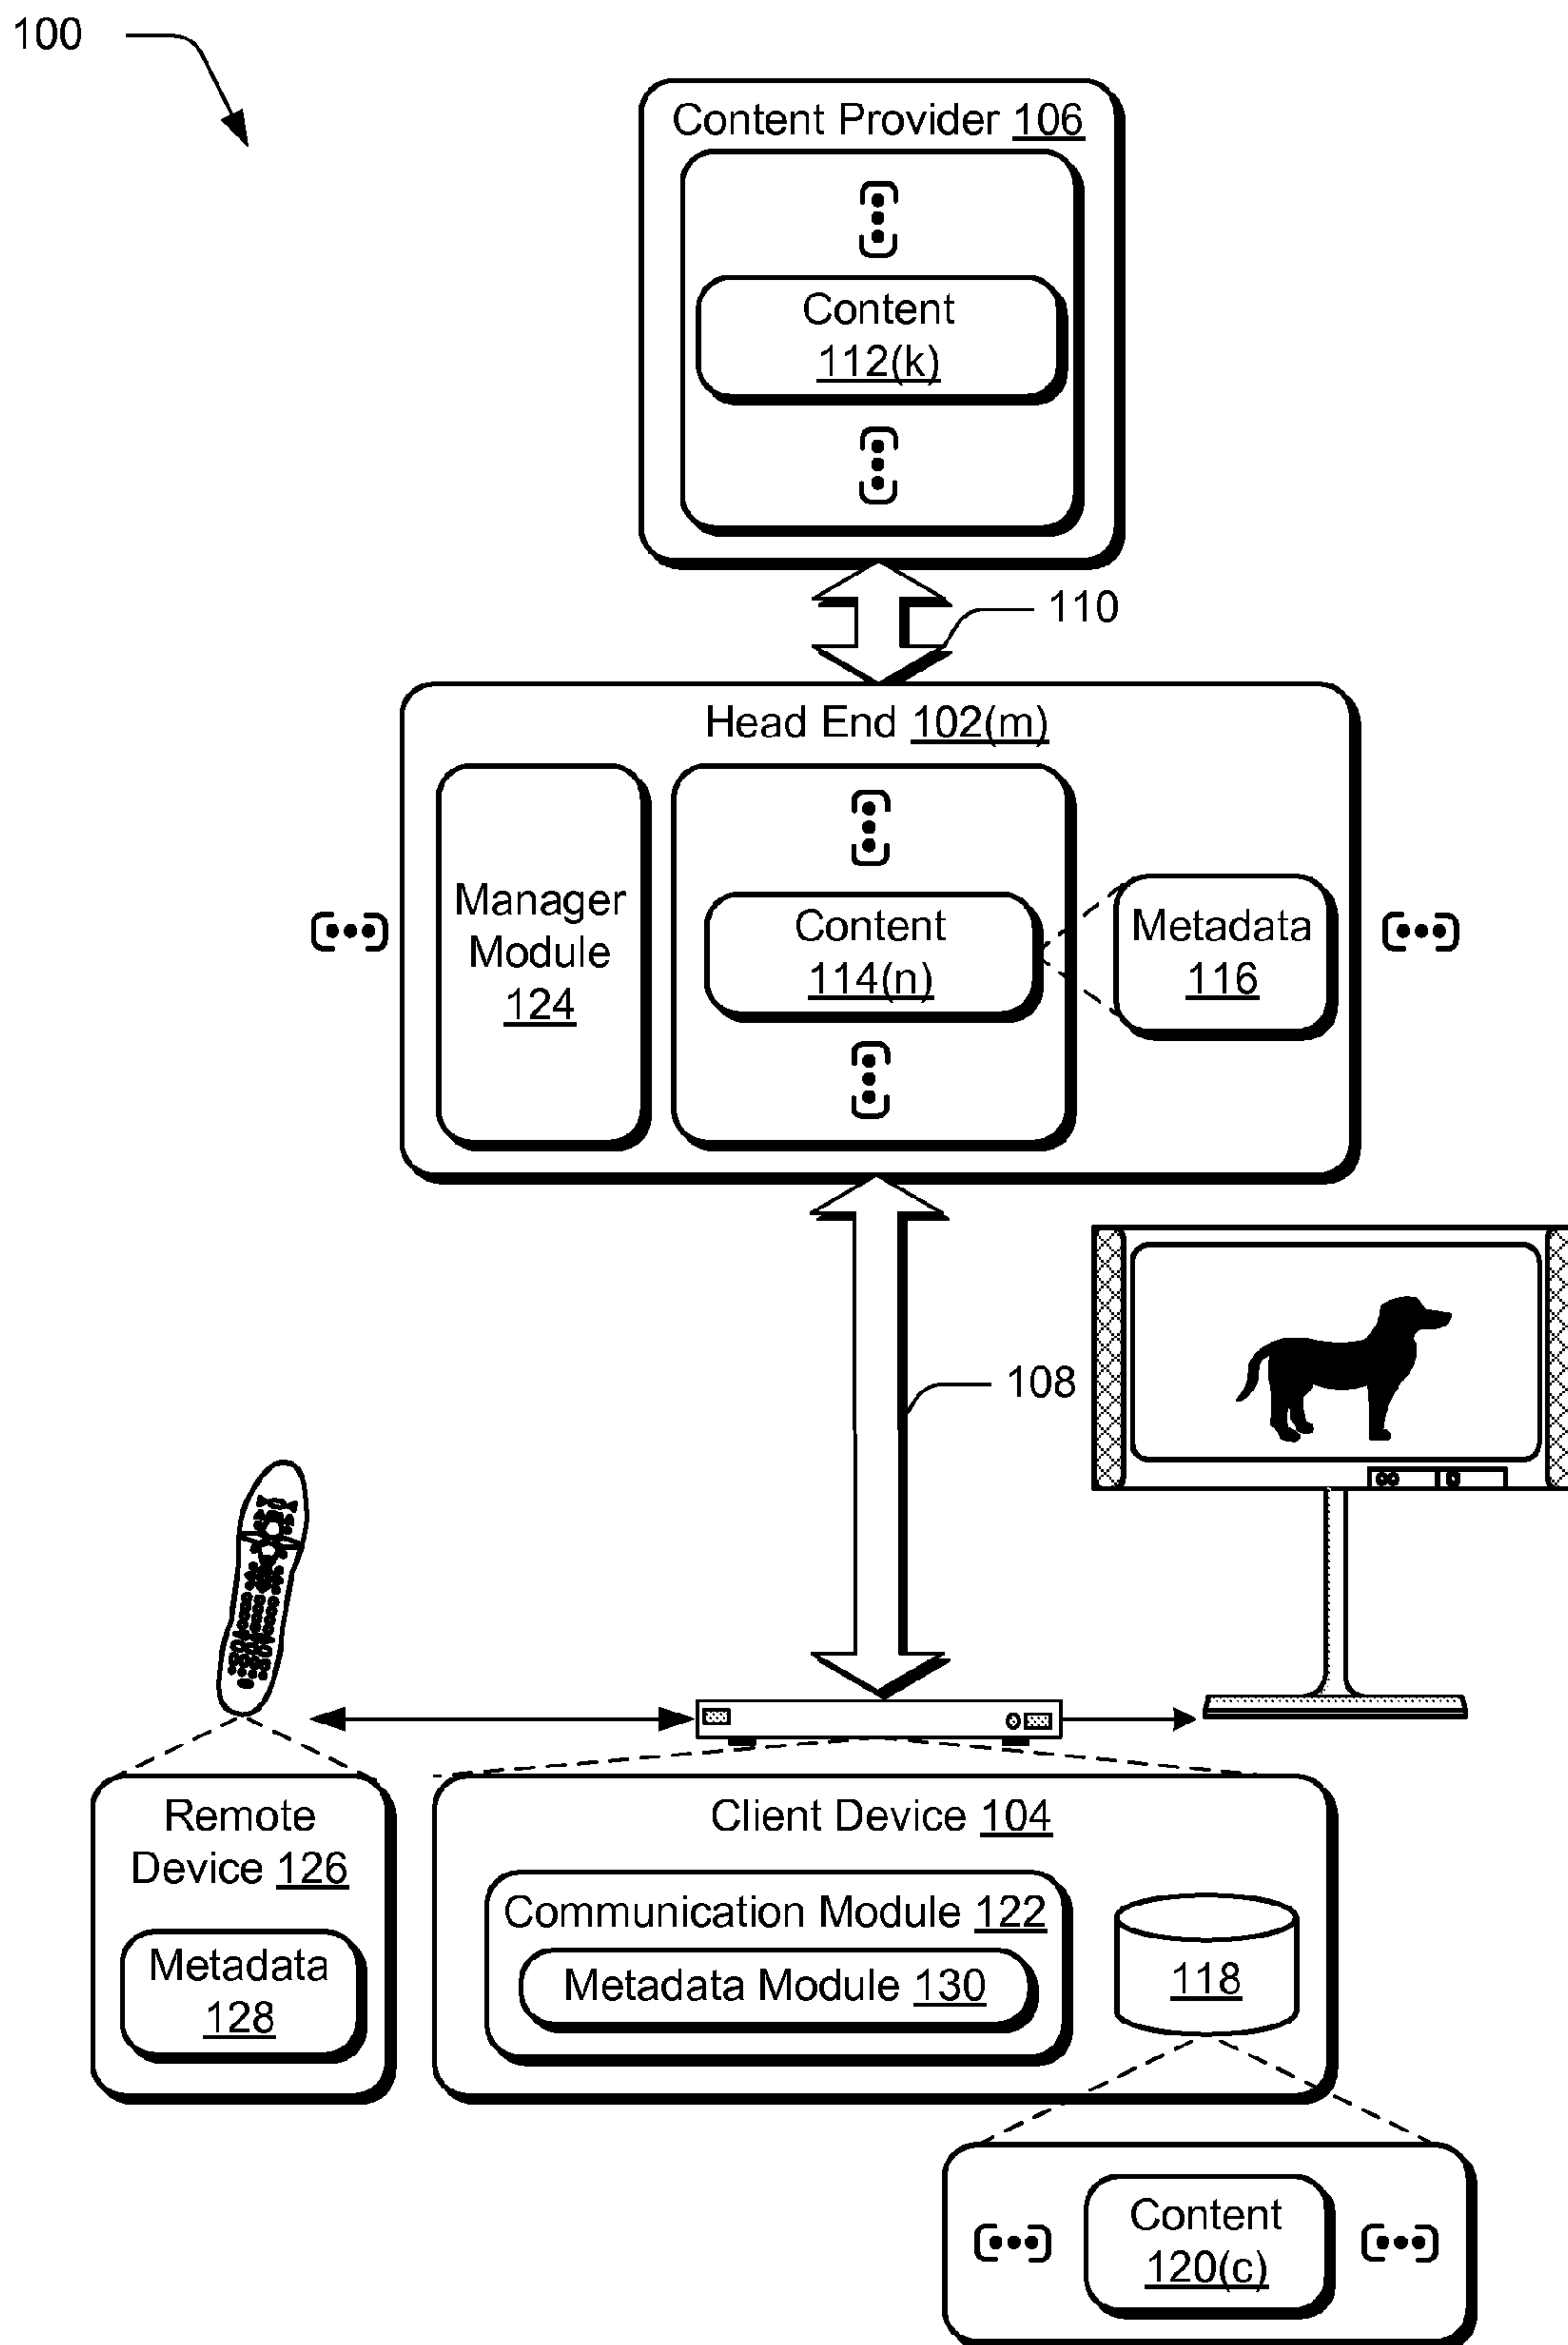 100
Content Provider 106
Content
112(k)
110
Head End 102(m)
Manager
Module
124
Content
114(n)
Metadata
116
108
Remote
Device 126
Metadata
128
Client Device 104
Communication Module 122
Metadata Module 130
118
Content
120(c)